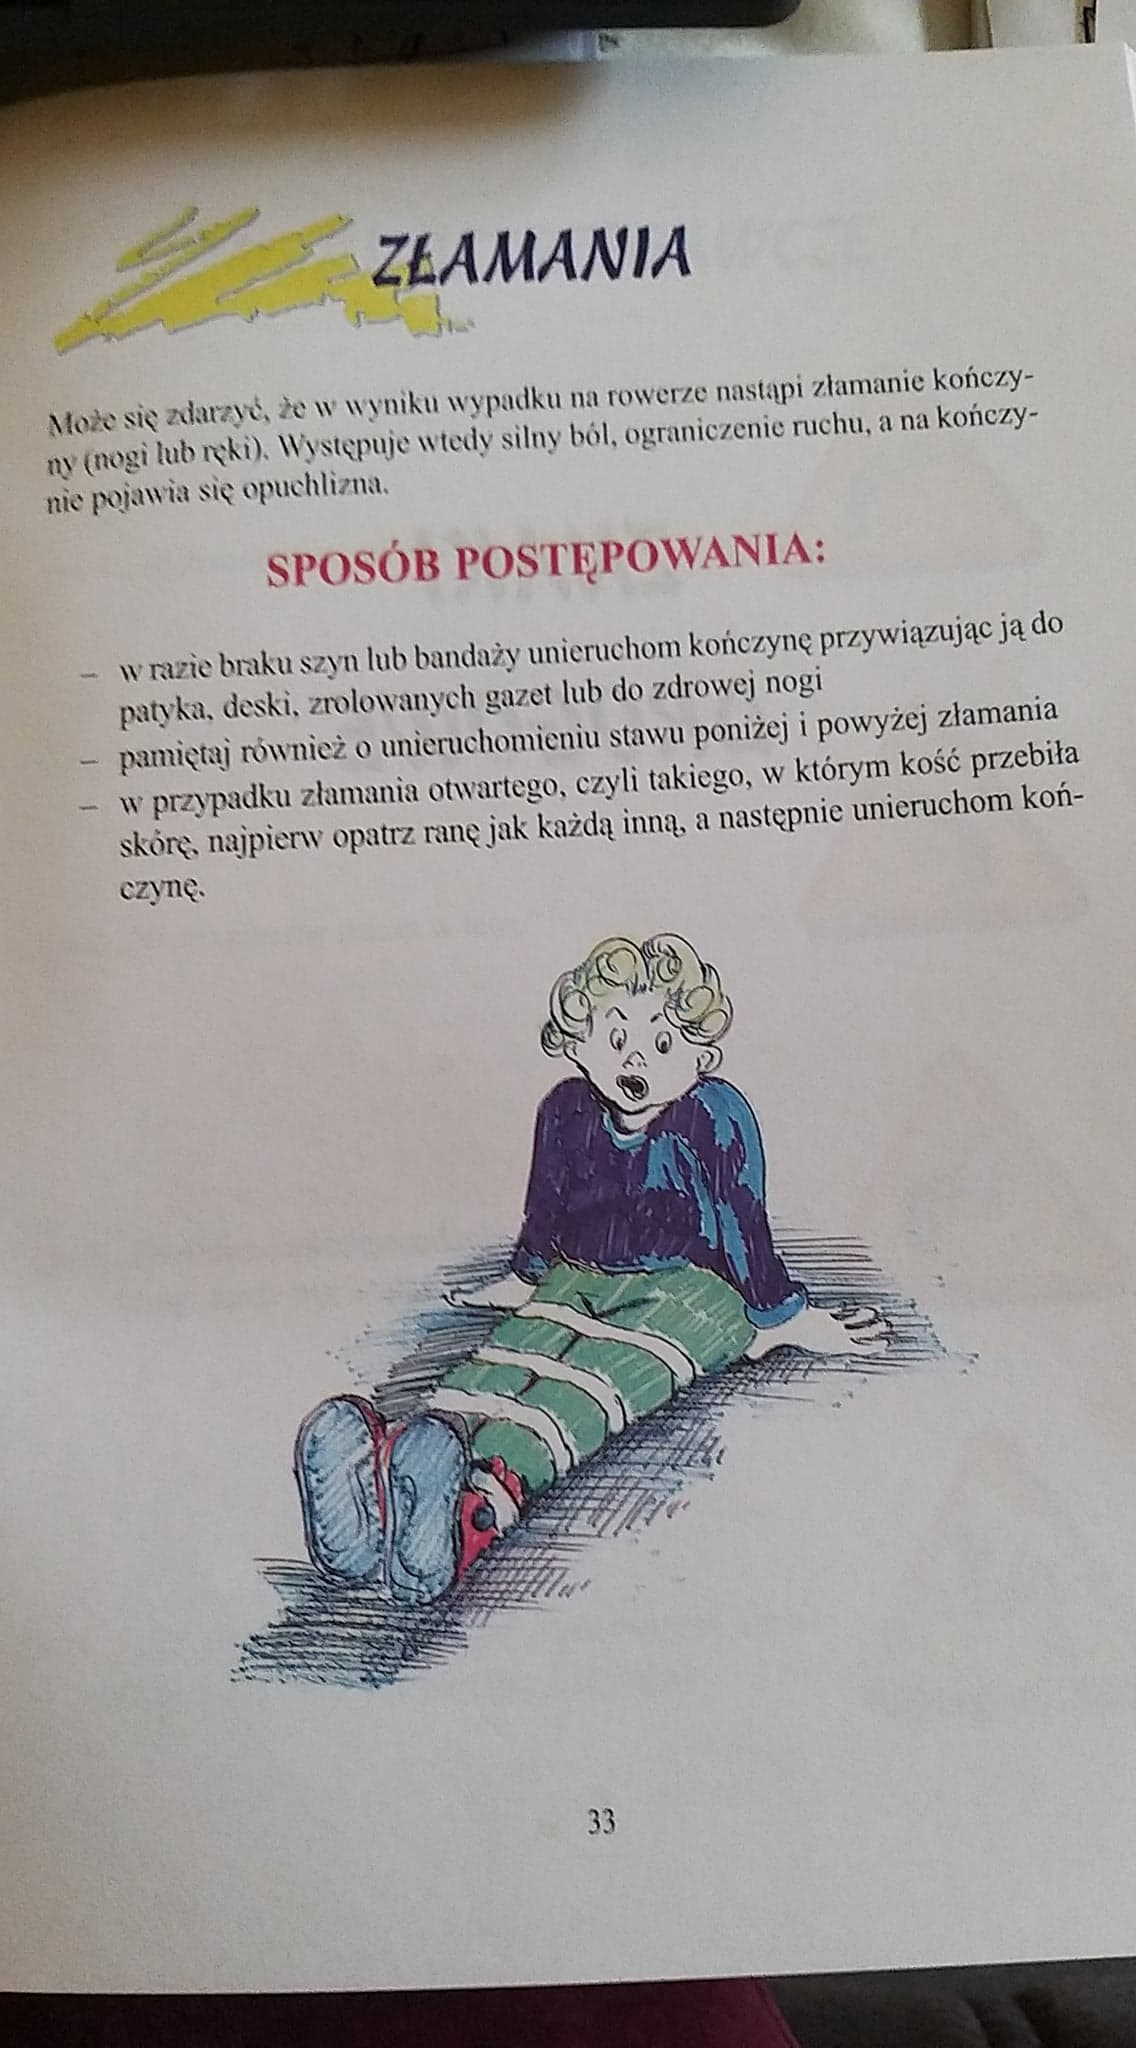 ZŁAMANIA
Może się zdarzyć, że w wyniku wypadku na rowerze nastąpi złamanie kończy-
ny (nogi lub ręki). Występuje wtedy silny ból, ograniczenie ruchu, a na kończy-
nie pojawia się opuchlizna.
SPOSÓB POSTĘPOWANIA:
– w razie braku szyn lub bandaży unieruchom kończynę przywiązując ją do
patyka, deski, zrolowanych gazet lub do zdrowej nogi
– pamiętaj również o unieruchomieniu stawu poniżej i powyżej złamania
– w przypadku złamania otwartego, czyli takiego, w którym kość przebiła
skórę, najpierw opatrz ranę jak każdą inną, a następnie unieruchom koń-
czynę.
33